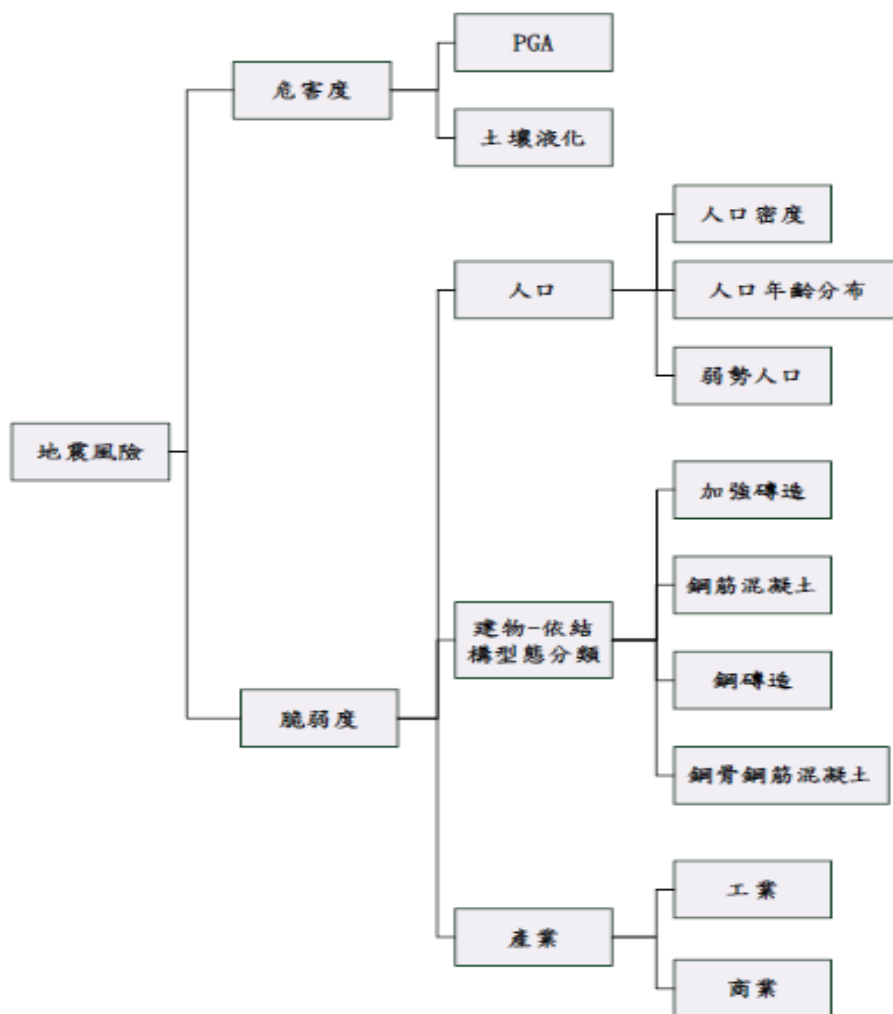 PGA
危害度
土壤液化
人口密度
人口
人口年齡分布
弱勢人口
地震風險
加強磚造
鋼筋混凝土
建物-依結
構型態分類
鋼磚造
脆弱度
鋼骨鋼筋混凝土
工業
產業
商業